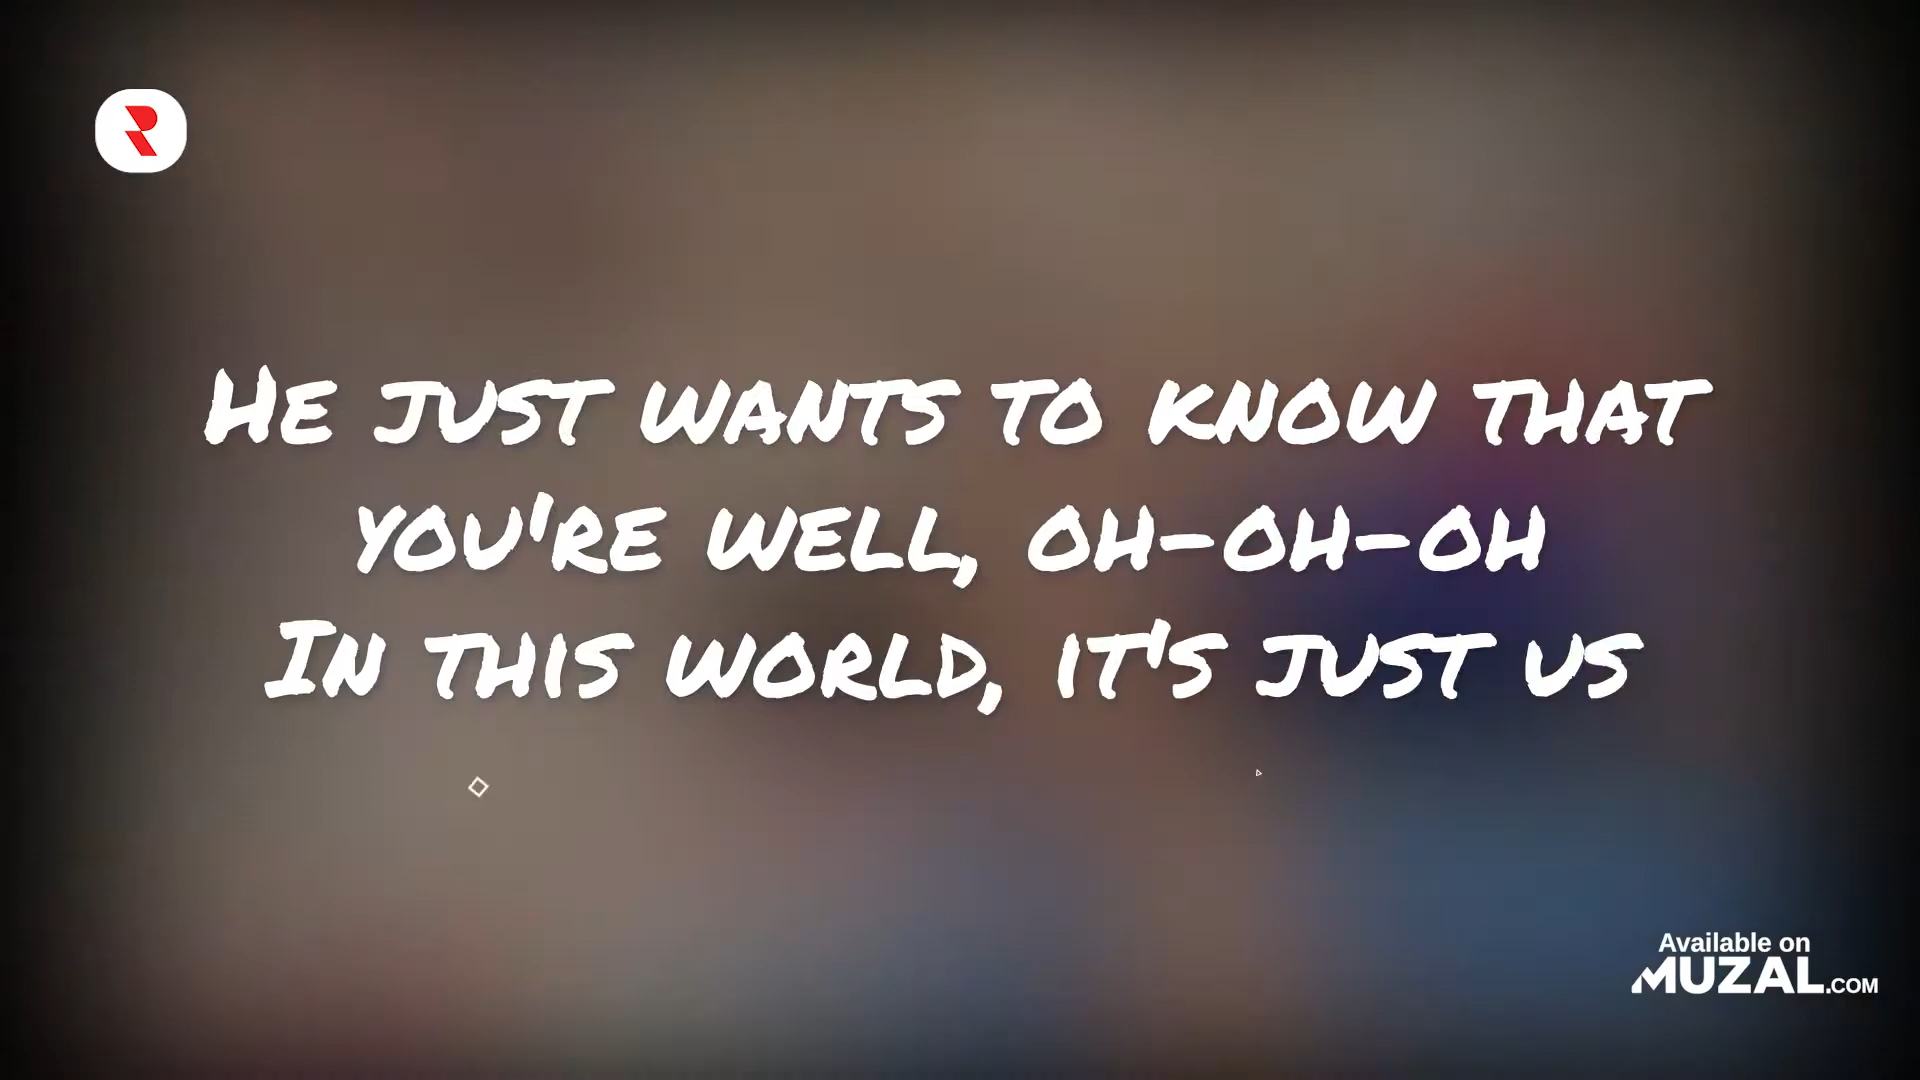 R
He just wants to know that
you're well, oh-oh-oh
In this world, it's just us
Available on
MUZAL.COM